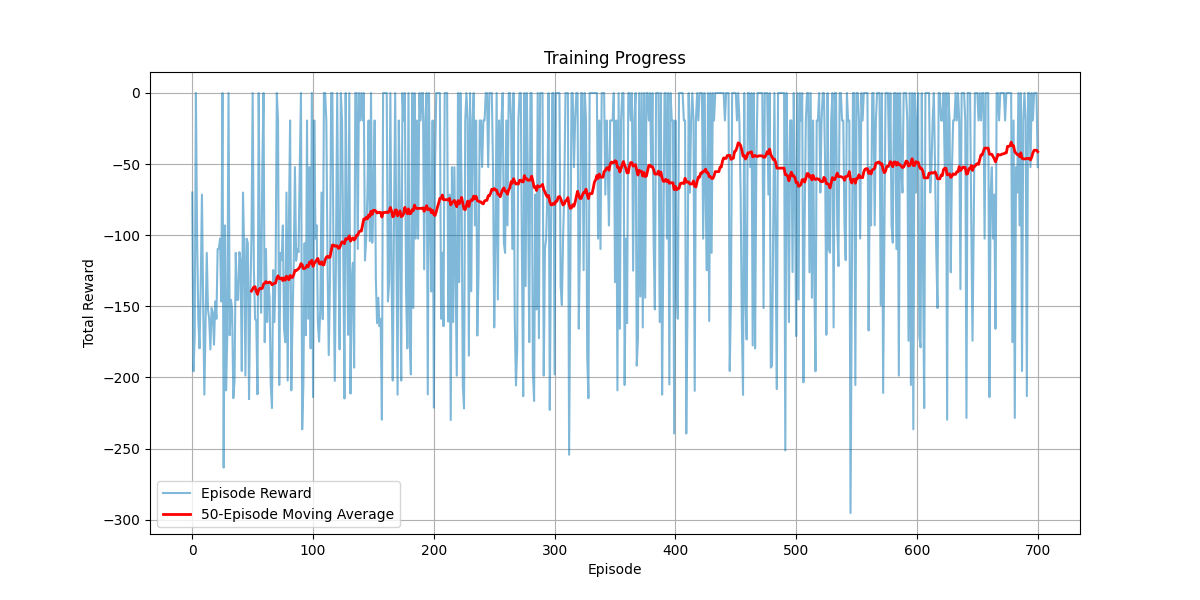 Training Progress
Total Reward
0
−50
−100
−150
−200
−250
−300
Episode Reward
50-Episode Moving Average
0 100 200 300 400 500 600 700
Episode